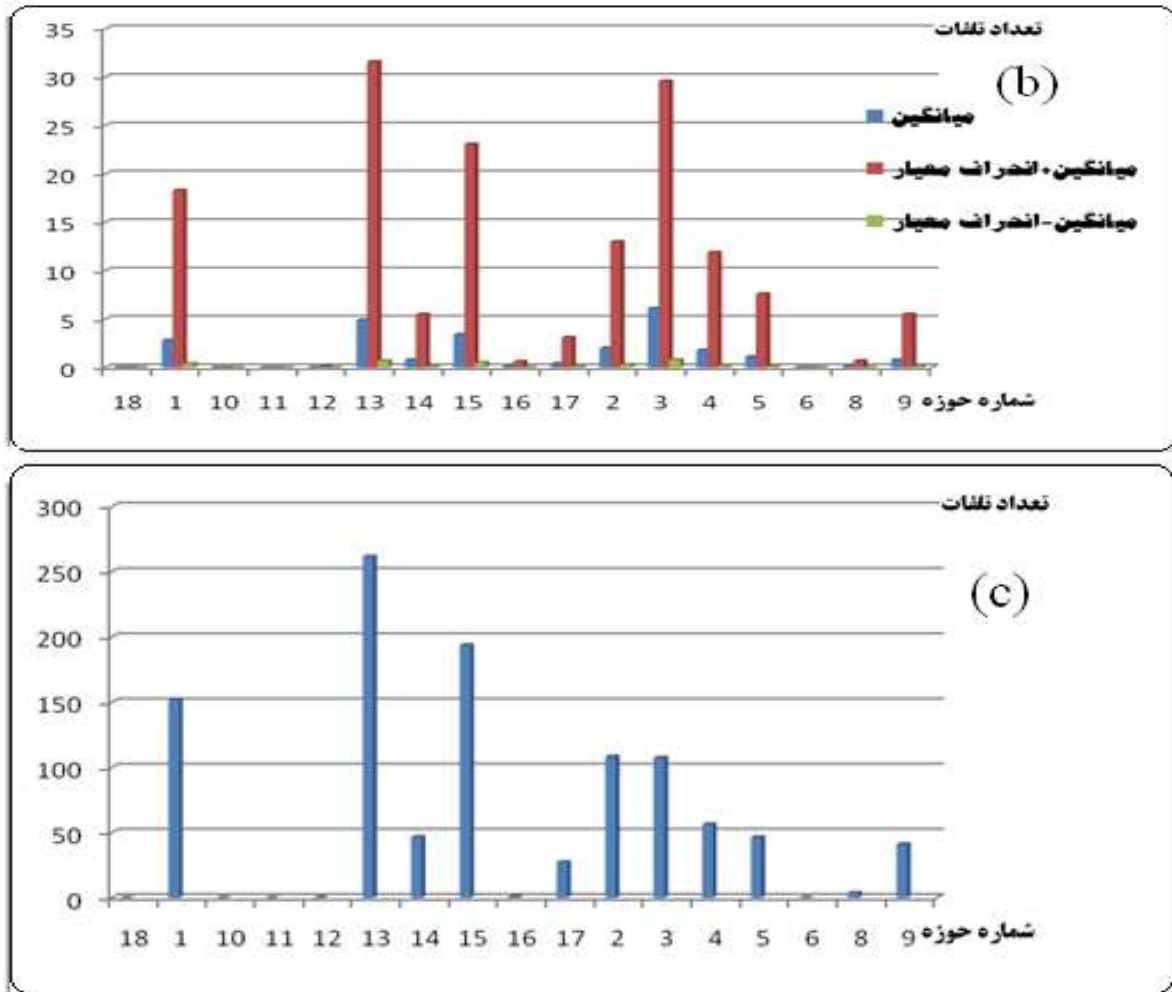 تعداد تلفات
(b)
35
30
25
20
15
10
5
0
میانگین
میانگین+انحراف معیار
میانگین-انحراف معیار
18 1 10 11 12 13 14 15 16 17 2 3 4 5 6 8 9 شماره حوزه
تعداد تلفات
(c)
300
250
200
150
100
50
0
18 1 10 11 12 13 14 15 16 17 2 3 4 5 6 8 9 شماره حوزه